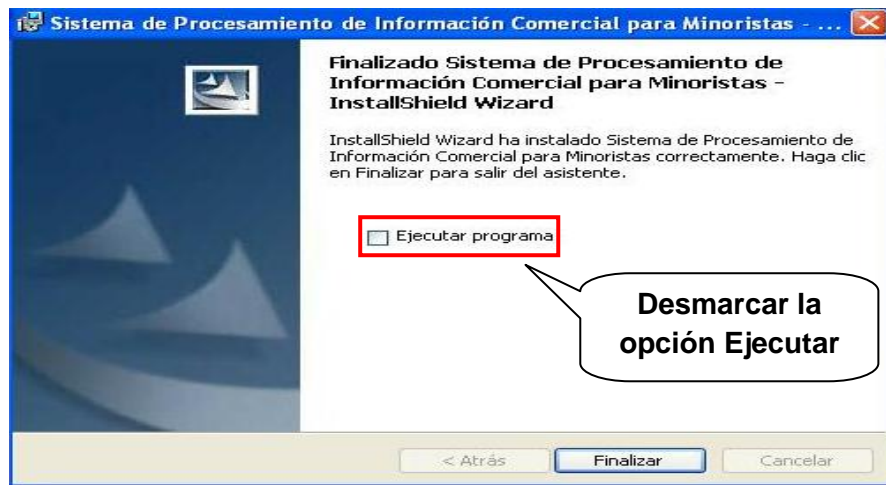 Sistema de Procesamiento de Información Comercial para Minoristas - ...
Finalizado Sistema de Procesamiento de
Información Comercial para Minoristas -
InstallShield Wizard
InstallShield Wizard ha instalado Sistema de Procesamiento de
Información Comercial para Minoristas correctamente. Haga clic
en Finalizar para salir del asistente.
Ejecutar programa
Desmarcar la
opción Ejecutar
< Atrás Finalizar Cancelar